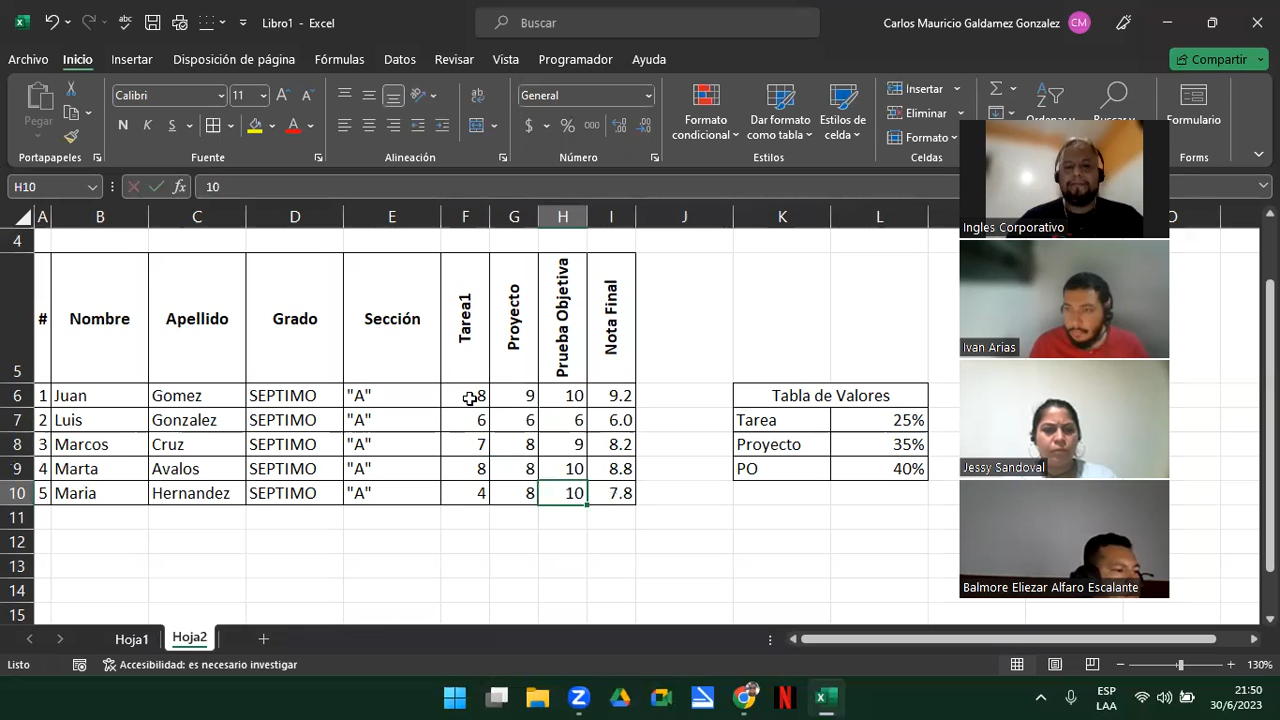 Libro1 - Excel
Buscar
Carlos Mauricio Galdamez Gonzalez
CM
Archivo Inicio Insertar Disposición de página Fórmulas Datos Revisar Vista Programador Ayuda
Compartir
Pegar
Calibri 11
N K S
General
$ % 000
Formato condicional
Dar formato como tabla
Estilos de celda
Insertar
Eliminar
Formato
Formulario
Portapapeles Fuente Alineación Número Estilos Celdas Forms
H10 fx 10
A B C D E F G H I J K L
4
5 # Nombre Apellido Grado Sección Tarea1 Proyecto Prueba Objetiva Nota Final
6 1 Juan Gomez SEPTIMO "A" 8 9 10 9.2 Tabla de Valores
7 2 Luis Gonzalez SEPTIMO "A" 6 6 6 6.0 Tarea 25%
8 3 Marcos Cruz SEPTIMO "A" 7 8 9 8.2 Proyecto 35%
9 4 Marta Avalos SEPTIMO "A" 8 8 10 8.8 PO 40%
10 5 Maria Hernandez SEPTIMO "A" 4 8 10 7.8
11
12
13
14
15
Ingles Corporativo
Ivan Arias
Jessy Sandoval
Balmore Eliezar Alfaro Escalante
Hoja1 Hoja2
Listo Accesibilidad: es necesario investigar 130%
ESP
LAA
21:50
30/6/2023